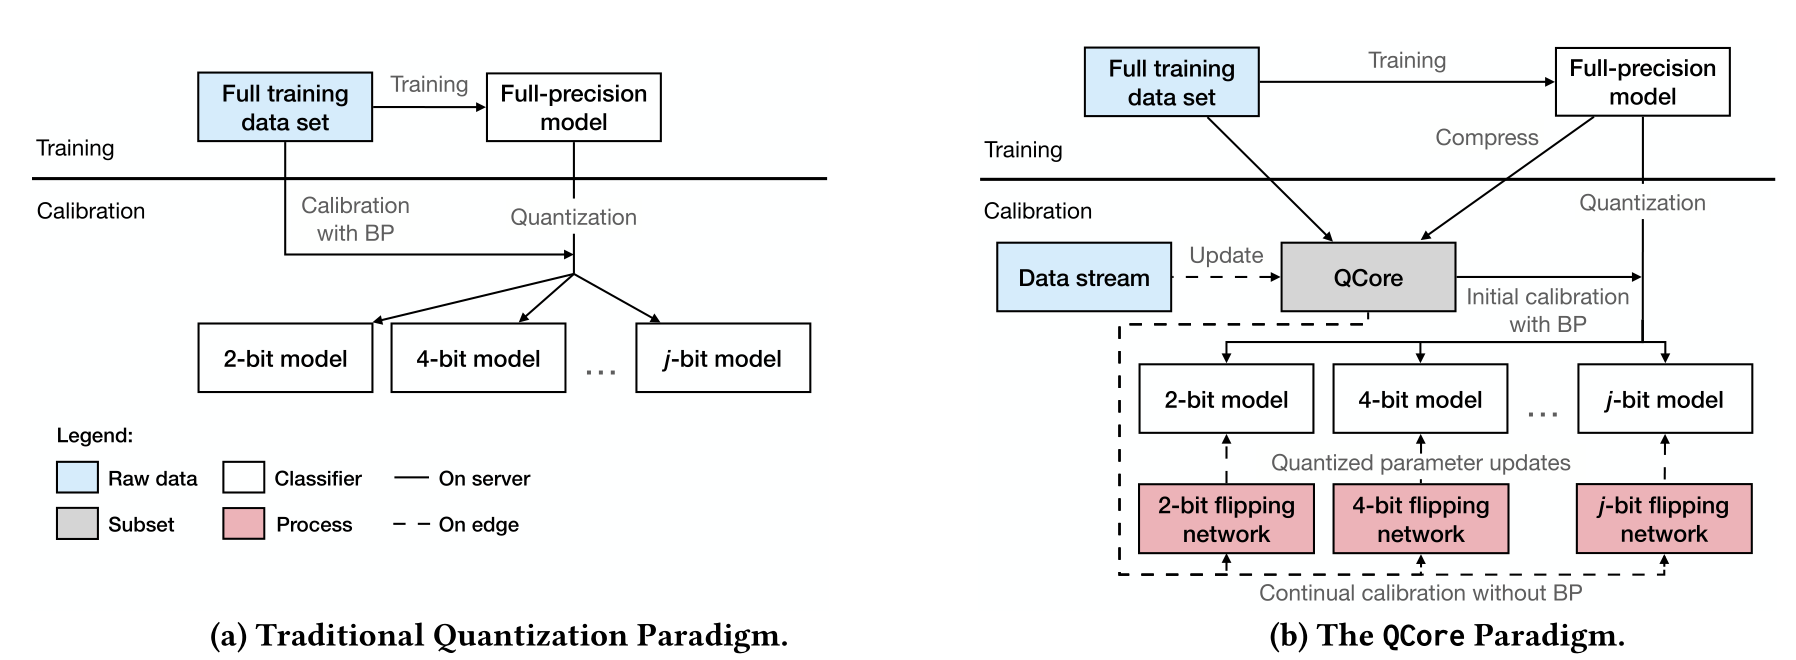 Full training
data set
Training
Full-precision
model
Training
Calibration
Calibration
with BP
Quantization
2-bit model
4-bit model
...
j-bit model
Legend:
Raw data
Classifier
On server
Subset
Process
On edge
(a) Traditional Quantization Paradigm.
Full training
data set
Training
Full-precision
model
Compress
Training
Calibration
Quantization
Data stream
Update
QCore
Initial calibration
with BP
2-bit model
4-bit model
...
j-bit model
Quantized parameter updates
2-bit flipping
network
4-bit flipping
network
j-bit flipping
network
Continual calibration without BP
(b) The QCore Paradigm.